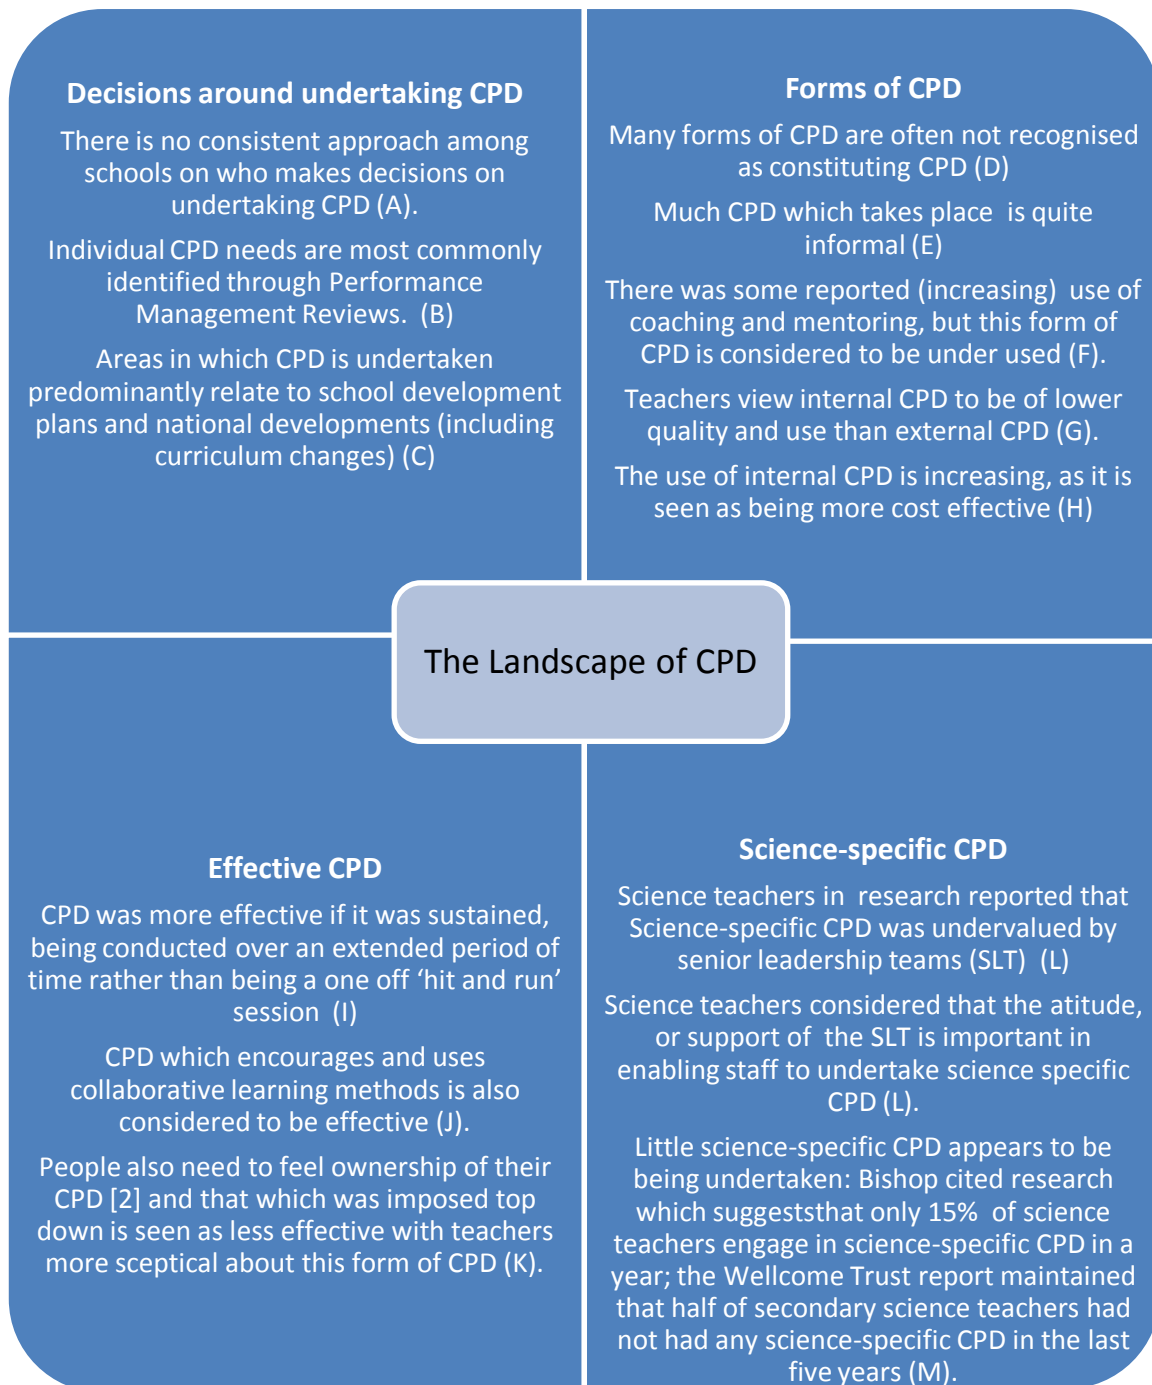 Decisions around undertaking CPD
There is no consistent approach among
schools on who makes decisions on
undertaking CPD (A).
Individual CPD needs are most commonly
identified through Performance
Management Reviews.  (B)
Areas in which CPD is undertaken
predominantly relate to school development
plans and national developments (including
curriculum changes) (C)
Forms of CPD
Many forms of CPD are often not recognised
as constituting CPD (D)
Much CPD which takes place  is quite
informal (E)
There was some reported (increasing)  use of
coaching and mentoring, but this form of
CPD is considered to be under used (F).
Teachers view internal CPD to be of lower
quality and use than external CPD (G).
The use of internal CPD is increasing, as it is
seen as being more cost effective (H)
The Landscape of CPD
Effective CPD
CPD was more effective if it was sustained,
being conducted over an extended period of
time rather than being a one off ‘hit and run’
session  (I)
CPD which encourages and uses
collaborative learning methods is also
considered to be effective (J).
People also need to feel ownership of their
CPD [2] and that which was imposed top
down is seen as less effective with teachers
more sceptical about this form of CPD (K).
Science-specific CPD
Science teachers in  research reported that
Science-specific CPD was undervalued by
senior leadership teams (SLT)  (L)
Science teachers considered that the atitude,
or support of  the SLT is important in
enabling staff to undertake science specific
CPD (L).
Little science-specific CPD appears to be
being undertaken: Bishop cited research
which suggeststhat only 15%  of science
teachers engage in science-specific CPD in a
year; the Wellcome Trust report maintained
that half of secondary science teachers had
not had any science-specific CPD in the last
five years (M).